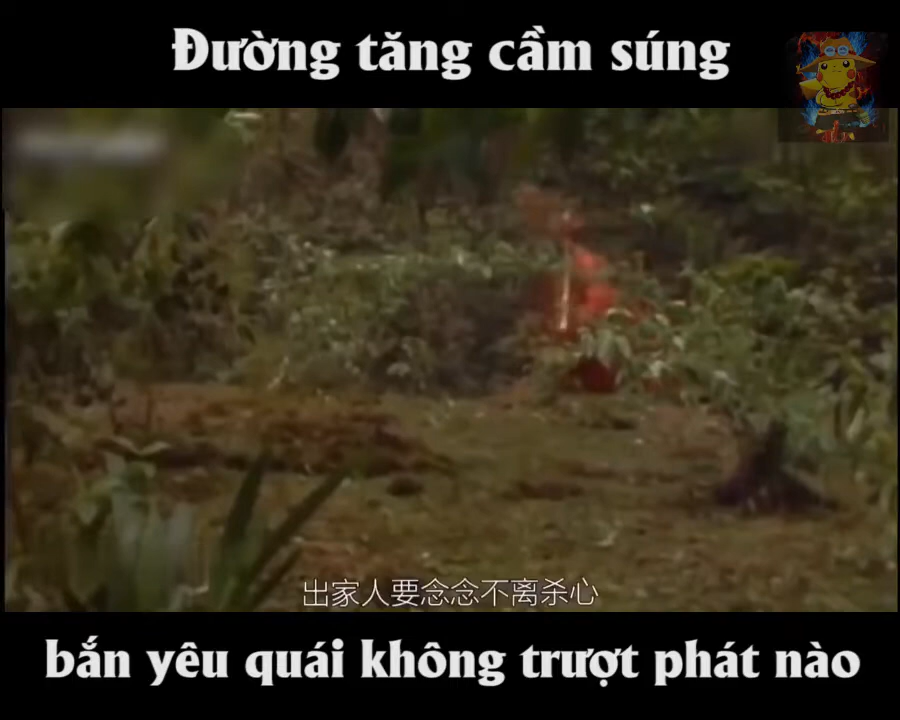 Đường tăng cầm súng
出家人要念念不离杀心
bắn yêu quái không trượt phát nào